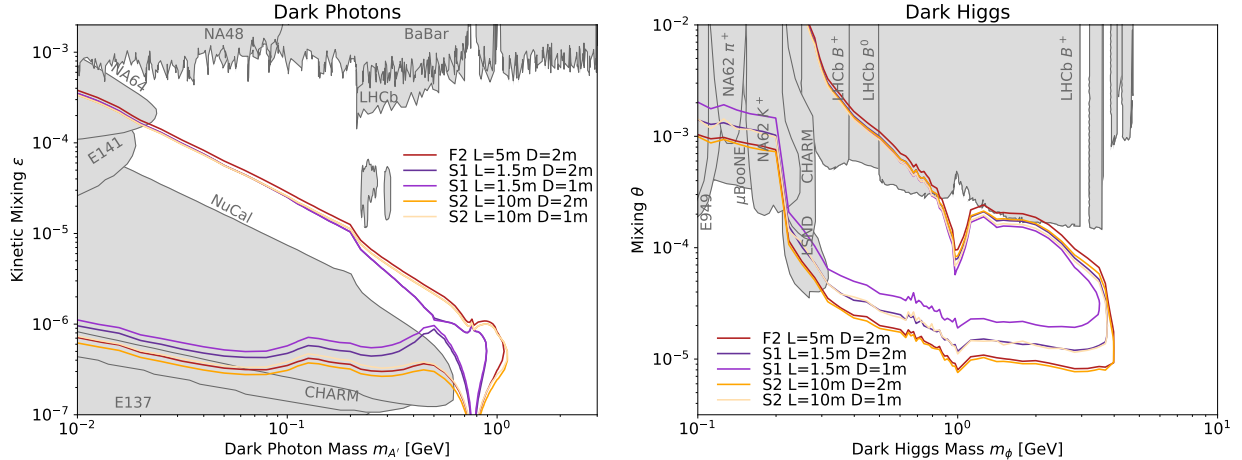 Dark Photons
Kinetic Mixing ε
10⁻³
10⁻⁴
10⁻⁵
10⁻⁶
10⁻⁷
NA48
BaBar
NA64
LHCb
E141
NuCal
CHARM
E137
F2 L=5m D=2m
S1 L=1.5m D=2m
S1 L=1.5m D=1m
S2 L=10m D=2m
S2 L=10m D=1m
10⁻²
10⁻¹
10⁰
Dark Photon Mass m_A′ [GeV]
Dark Higgs
Mixing θ
10⁻²
10⁻³
10⁻⁴
10⁻⁵
E949
NA62 π⁺
μBooNE
NA62 K⁺
CHARM
LSND
LHCb B⁺
LHCb B⁰
LHCb B⁺
F2 L=5m D=2m
S1 L=1.5m D=2m
S1 L=1.5m D=1m
S2 L=10m D=2m
S2 L=10m D=1m
10⁻¹
10⁰
10¹
Dark Higgs Mass m_ϕ [GeV]